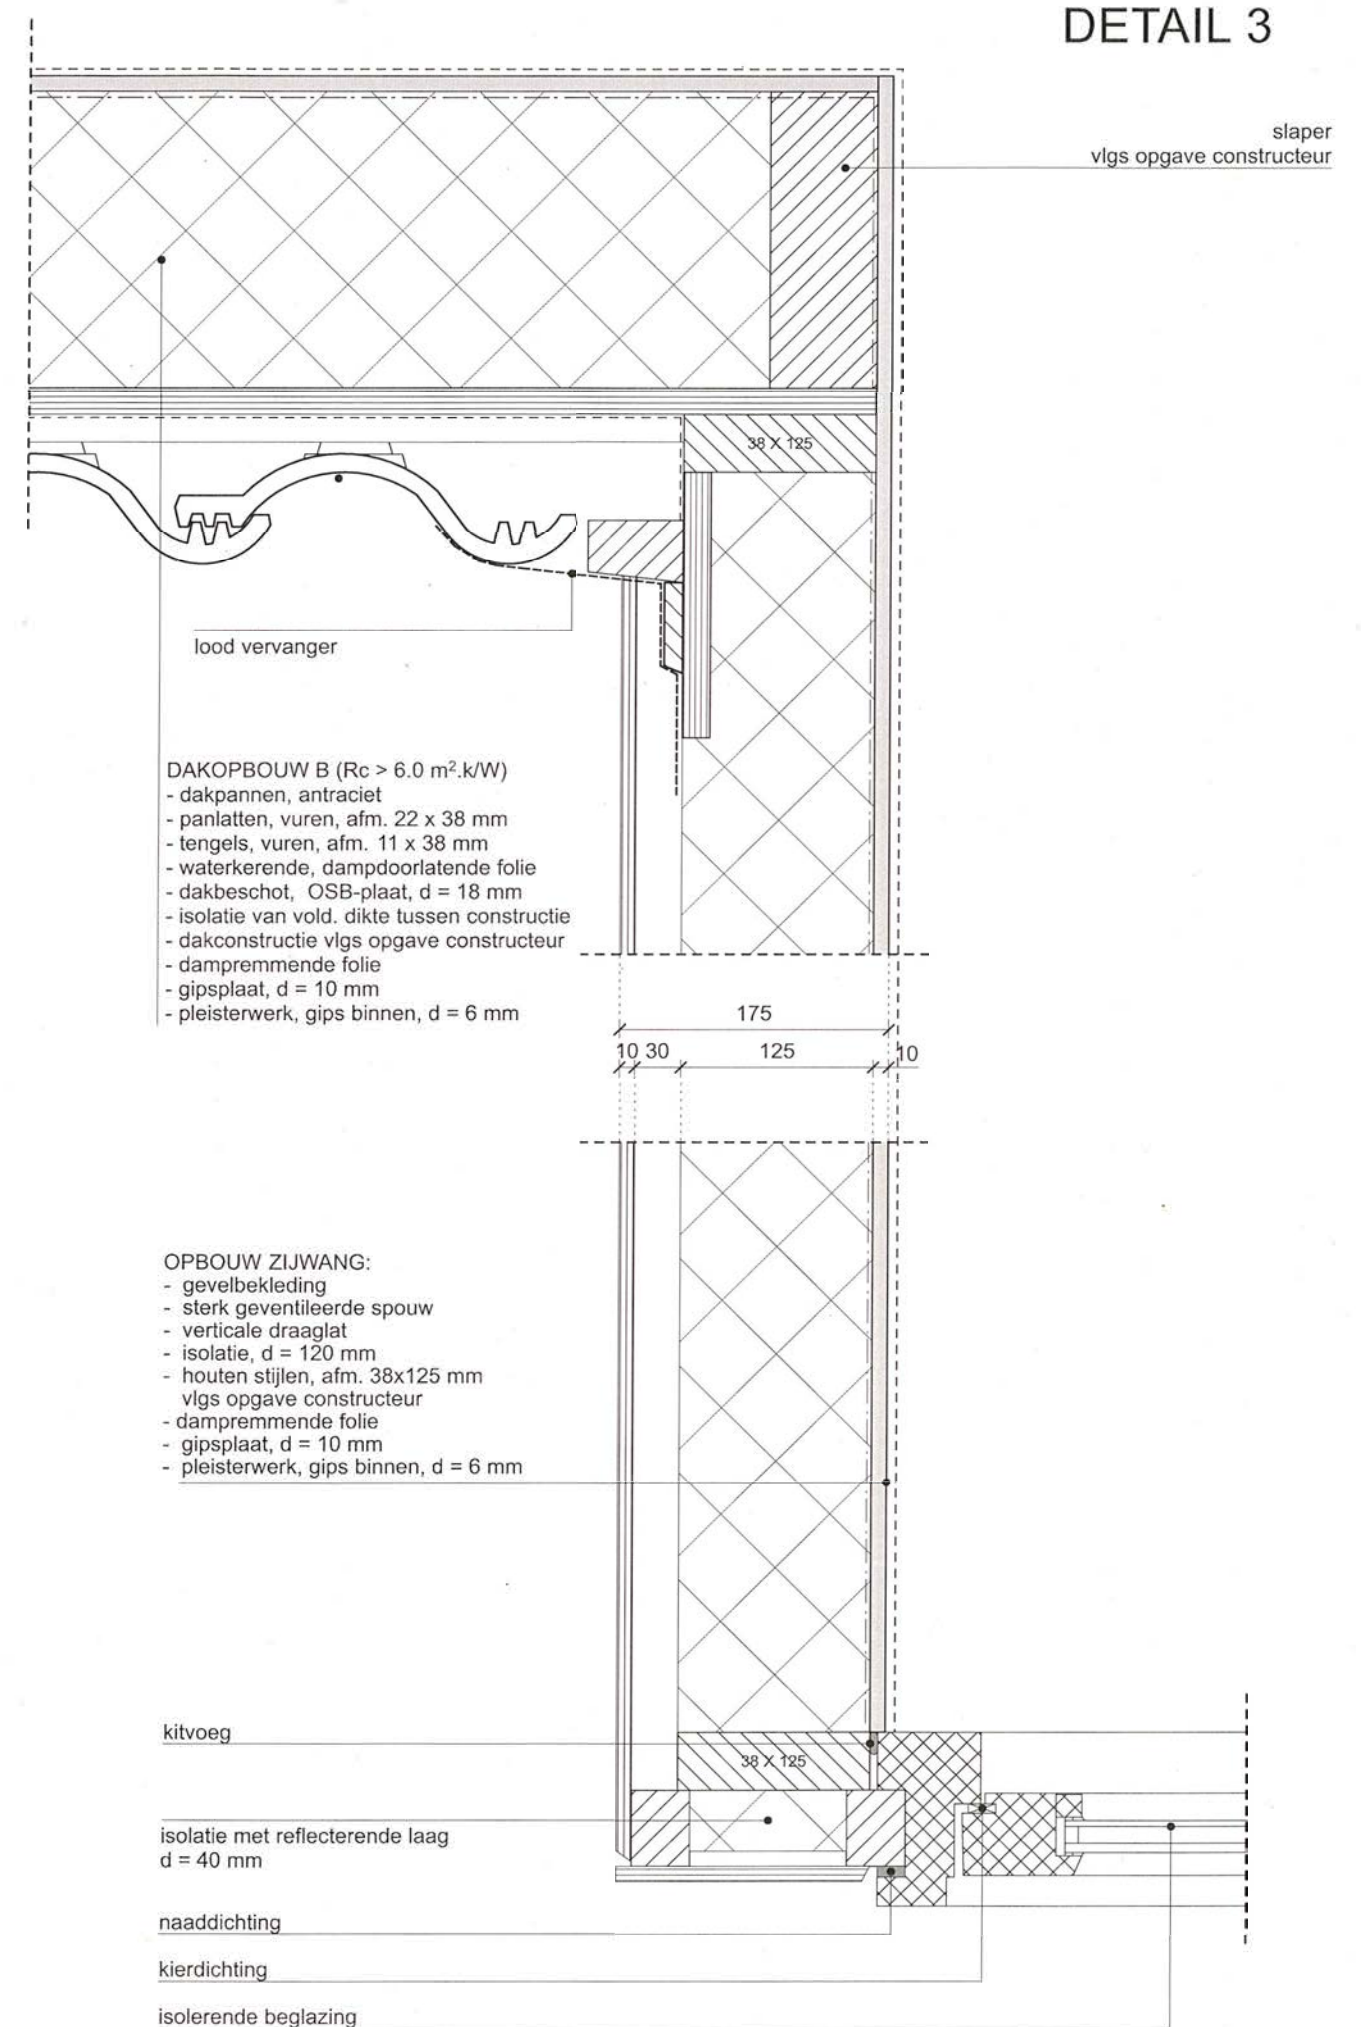 DETAIL 3
slaper
vlgs opgave constructeur
38 X 125
lood vervanger
DAKOPBOUW B (Rc > 6.0 m².k/W)
- dakpannen, antraciet
- panlatten, vuren, afm. 22 x 38 mm
- tengels, vuren, afm. 11 x 38 mm
- waterkerende, dampdoorlatende folie
- dakbeschot, OSB-plaat, d = 18 mm
- isolatie van vold. dikte tussen constructie
- dakconstructie vlgs opgave constructeur
- dampremmende folie
- gipsplaat, d = 10 mm
- pleisterwerk, gips binnen, d = 6 mm
175
10 30 125 10
OPBOUW ZIJWANG:
- gevelbekleding
- sterk geventileerde spouw
- verticale draaglat
- isolatie, d = 120 mm
- houten stijlen, afm. 38x125 mm
vlgs opgave constructeur
- dampremmende folie
- gipsplaat, d = 10 mm
- pleisterwerk, gips binnen, d = 6 mm
kitvoeg
38 X 125
isolatie met reflecterende laag
d = 40 mm
naaddichting
kierdichting
isolerende beglazing